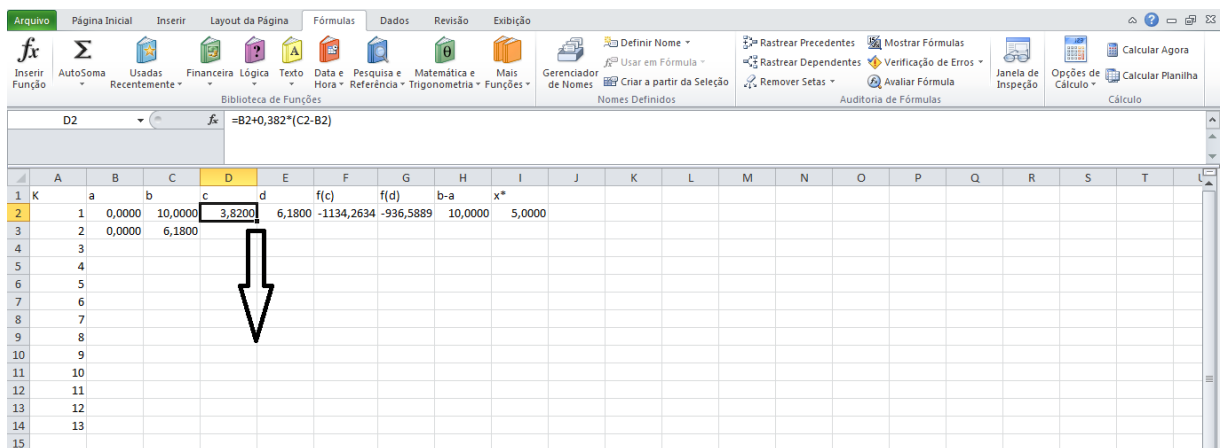 Arquivo Página Inicial Inserir Layout da Página Fórmulas Dados Revisão Exibição
fx Σ ? A θ
Inserir Função AutoSoma Usadas Recentemente Financeira Lógica Texto Data e Hora Pesquisa e Referência Matemática e Trigonometria Mais Funções
Biblioteca de Funções
Gerenciador de Nomes Definir Nome Usar em Fórmula Criar a partir da Seleção
Nomes Definidos
Rastrear Precedentes Mostrar Fórmulas
Rastrear Dependentes Verificação de Erros
Remover Setas Avaliar Fórmula
Janela de Inspeção
Auditoria de Fórmulas
Opções de Cálculo Calcular Agora Calcular Planilha
Cálculo
D2 fx =B2+0,382*(C2-B2)
A B C D E F G H I J K L M N O P Q R S T
1 K a b c d f(c) f(d) b-a x*
2 1 0,0000 10,0000 3,8200 6,1800 -1134,2634 -936,5889 10,0000 5,0000
3 2 0,0000 6,1800
4 3
5 4
6 5
7 6
8 7
9 8
10 9
11 10
12 11
13 12
14 13
15